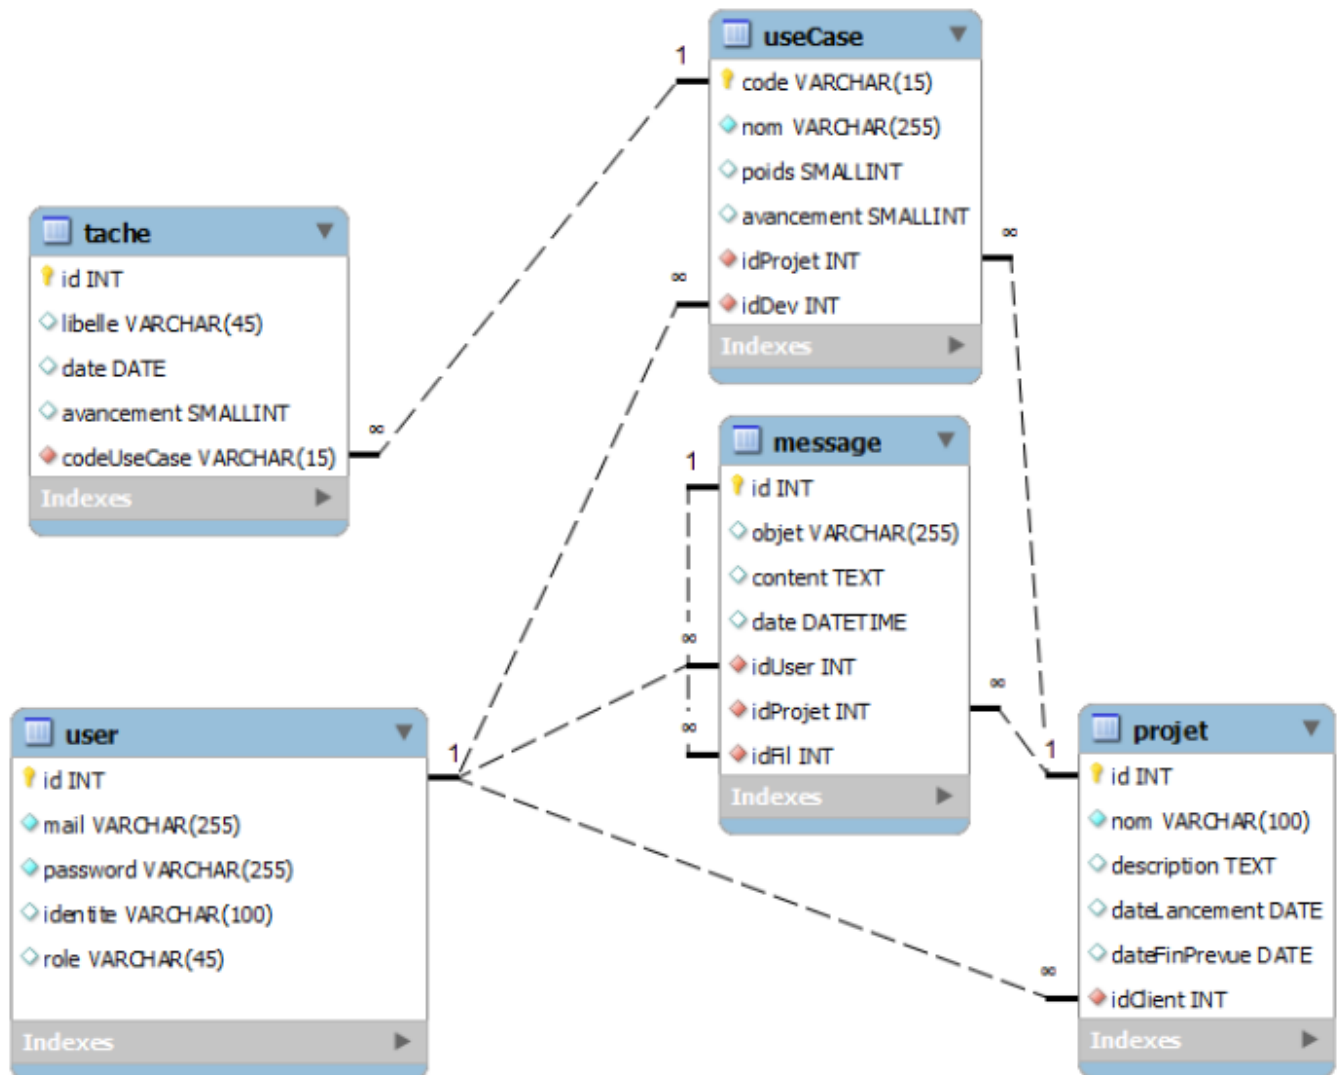 useCase
code VARCHAR(15)
nom VARCHAR(255)
poids SMALLINT
avancement SMALLINT
idProjet INT
idDev INT
Indexes
1
∞
∞
tache
id INT
libelle VARCHAR(45)
date DATE
avancement SMALLINT
codeUseCase VARCHAR(15)
Indexes
∞
message
id INT
objet VARCHAR(255)
content TEXT
date DATETIME
idUser INT
idProjet INT
idFil INT
Indexes
1
∞
∞
∞
user
id INT
mail VARCHAR(255)
password VARCHAR(255)
identite VARCHAR(100)
role VARCHAR(45)
Indexes
1
projet
id INT
nom VARCHAR(100)
description TEXT
dateLancement DATE
dateFinPrevue DATE
idClient INT
Indexes
1
∞